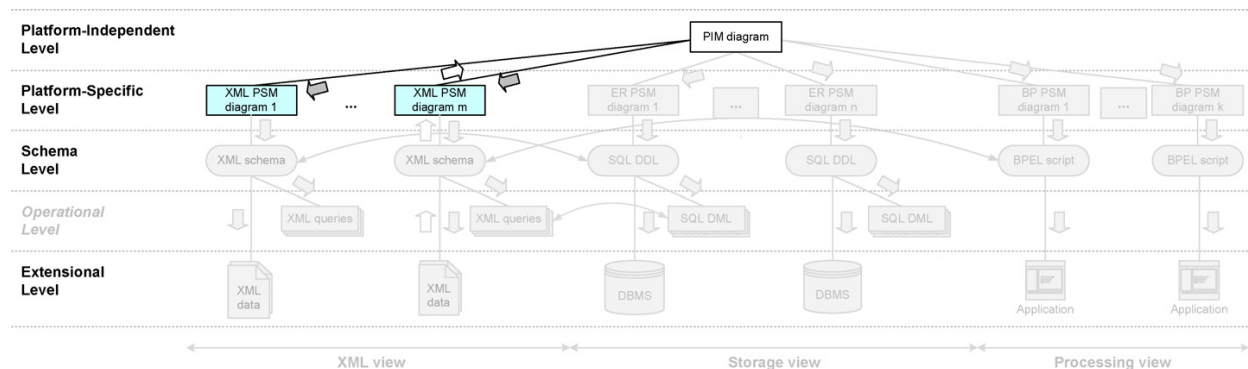 Platform-Independent
Level
PIM diagram
Platform-Specific
Level
XML PSM
diagram 1
...
XML PSM
diagram m
ER PSM
diagram 1
...
ER PSM
diagram n
BP PSM
diagram 1
...
BP PSM
diagram k
Schema
Level
XML schema
XML schema
SQL DDL
SQL DDL
BPEL script
BPEL script
Operational
Level
XML queries
XML queries
SQL DML
SQL DML
Extensional
Level
XML
data
XML
data
DBMS
DBMS
Application
Application
XML view
Storage view
Processing view